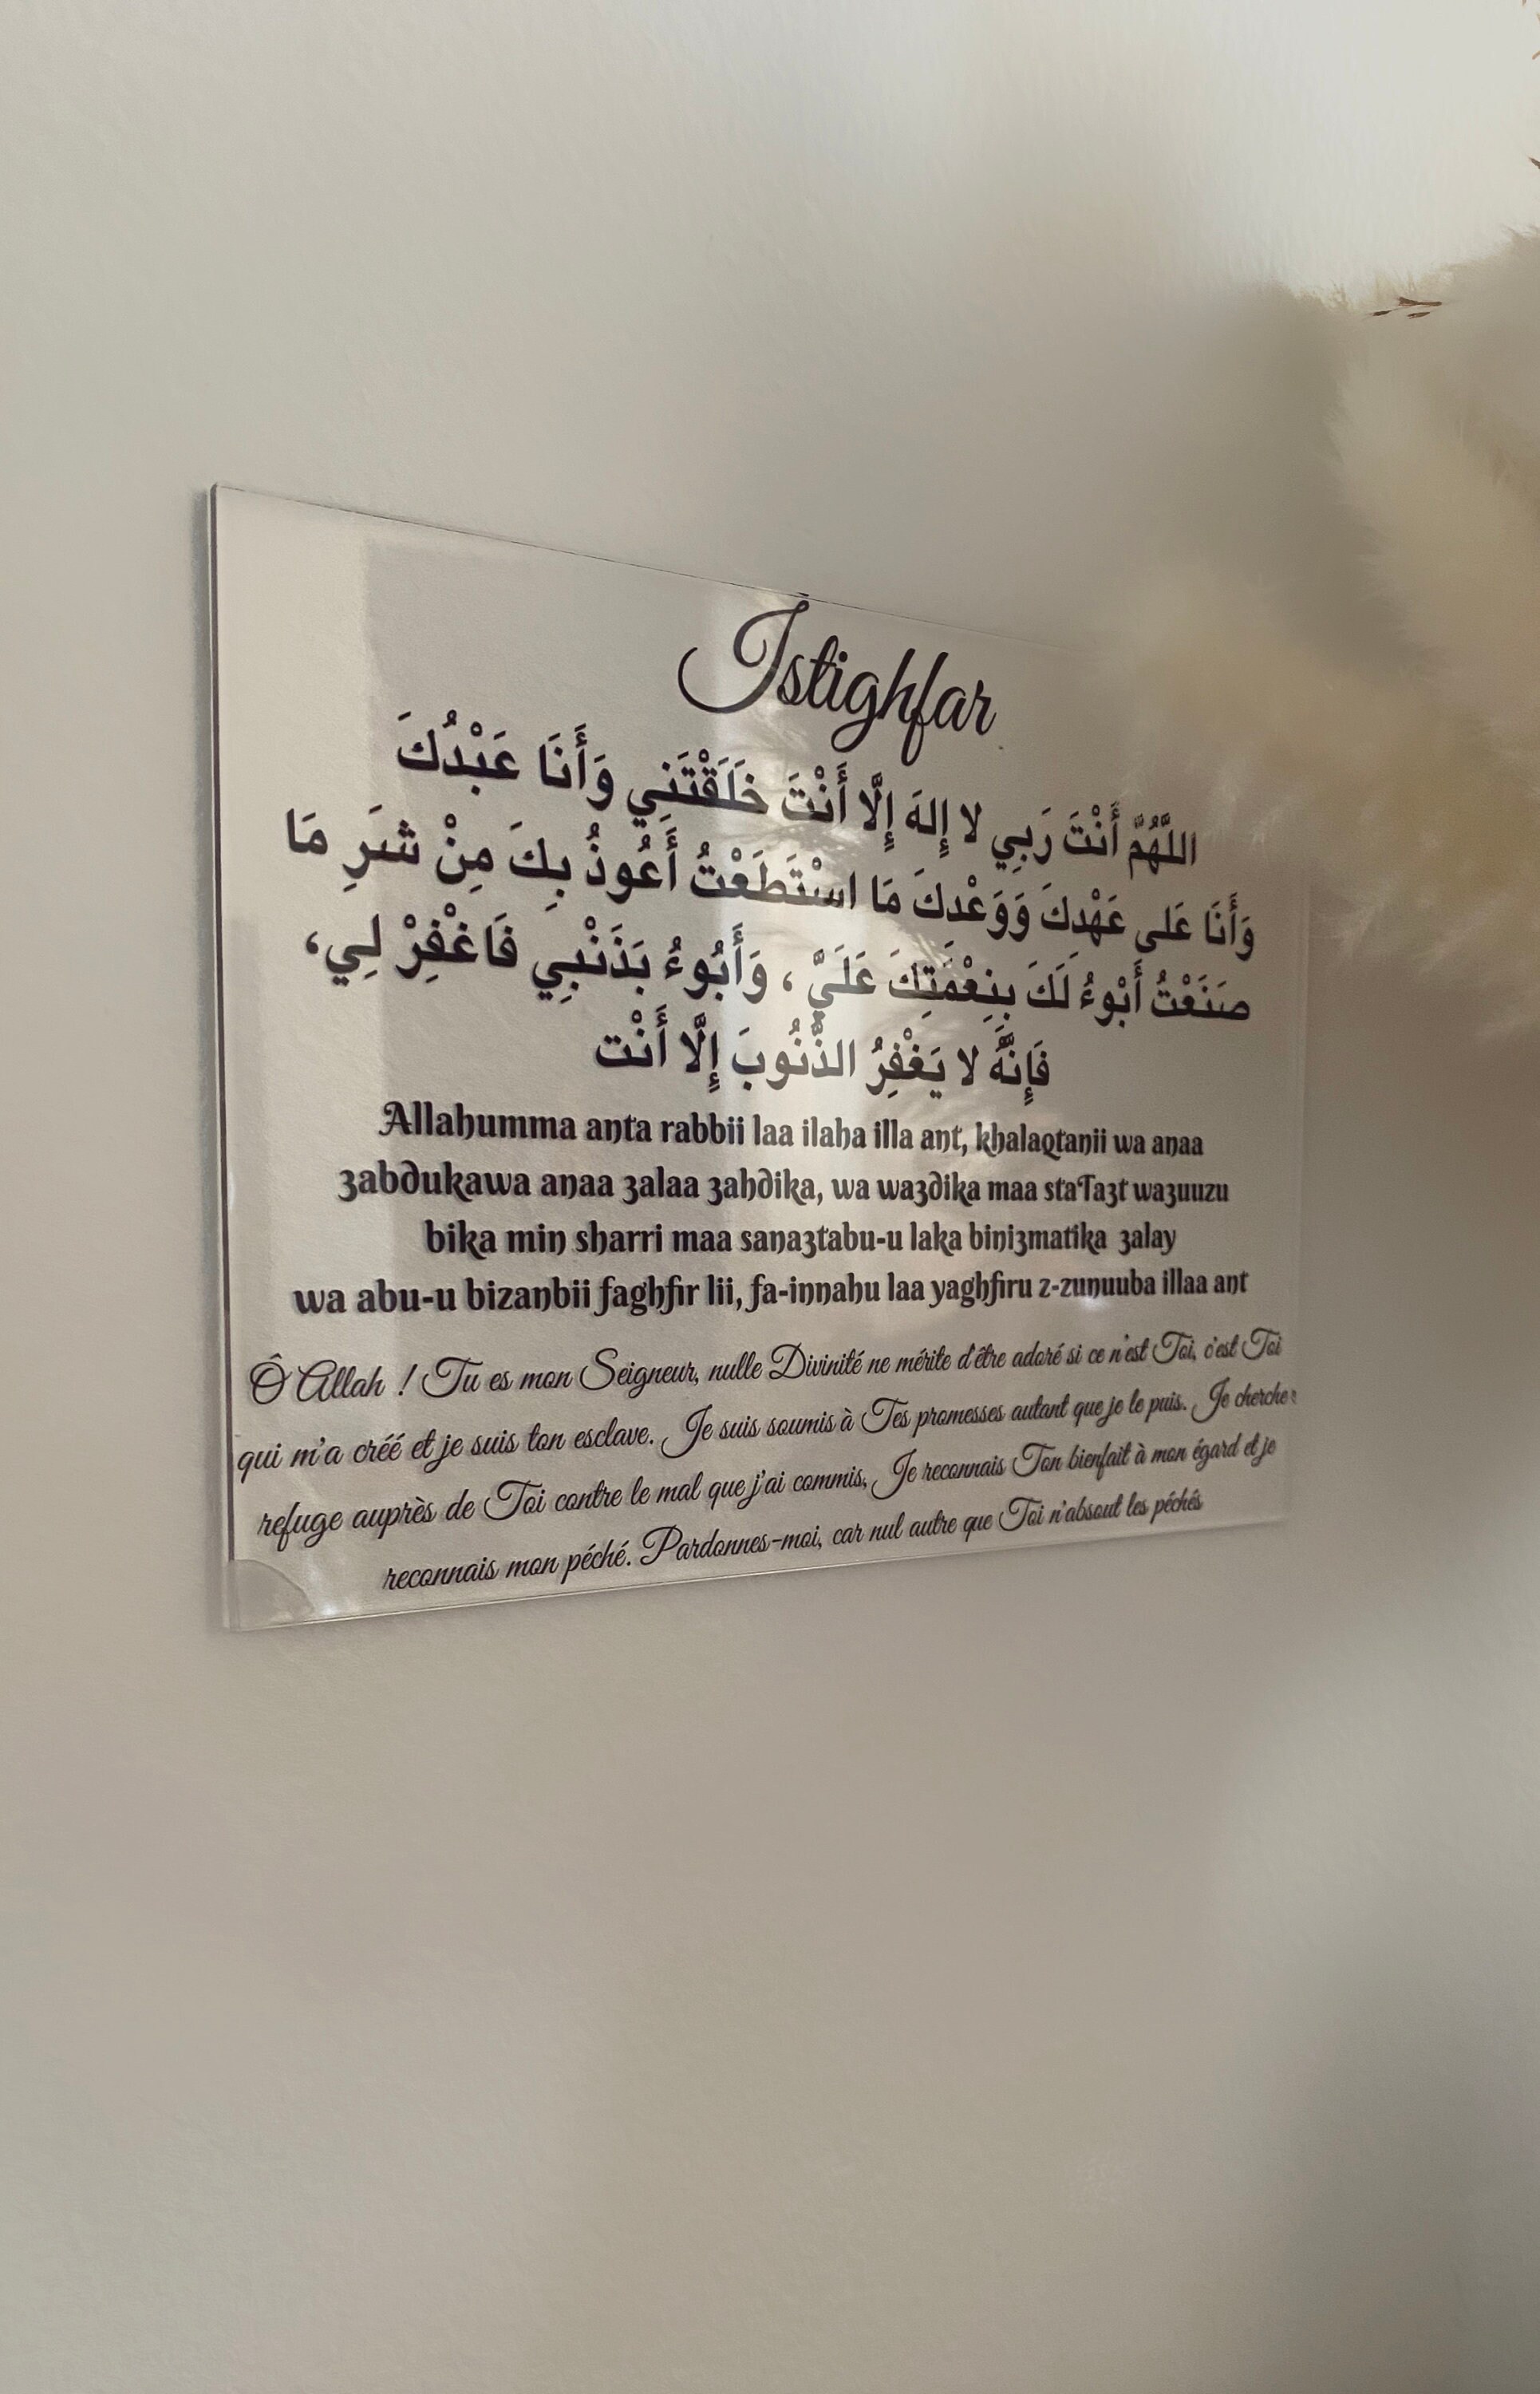 Istighfar
اللَّهُمَّ أَنْتَ رَبِي لا إِلهَ إِلَّا أَنْتَ خَلَقْتَنِي وَأَنَا عَبْدُكَ
وَأَنَا عَلى عَهْدِكَ وَوَعْدِكَ مَا اسْتَطَعْتُ أَعُوذُ بِكَ مِنْ شَرِ مَا
صَنَعْتُ أَبْوءُ لَكَ بِنِعْمَتِكَ عَلَيَّ ، وَأَبُوءُ بَذَنْبِي فَاغْفِرْ لِي،
فَإِنَّهُ لا يَغْفِرُ الذُّنُوبَ إِلَّا أَنْت
Allahumma anta rabbii laa ilaha illa ant, khalaqtanii wa anaa
3abdukawa anaa 3alaa 3ahdika, wa wa3dika maa staTa3t wa3uuzu
bika min sharri maa sana3tabu-u laka bini3matika 3alay
wa abu-u bizanbii faghfir lii, fa-innahu laa yaghfiru z-zunuuba illaa ant
Ô Allah ! Tu es mon Seigneur, nulle Divinité ne mérite d'être adoré si ce n'est Toi, c'est Toi
qui m'a créé et je suis ton esclave. Je suis soumis à Tes promesses autant que je le puis. Je cherche
refuge auprès de Toi contre le mal que j'ai commis, Je reconnais Ton bienfait à mon égard et je
reconnais mon péché. Pardonnes-moi, car nul autre que Toi n'absout les péchés